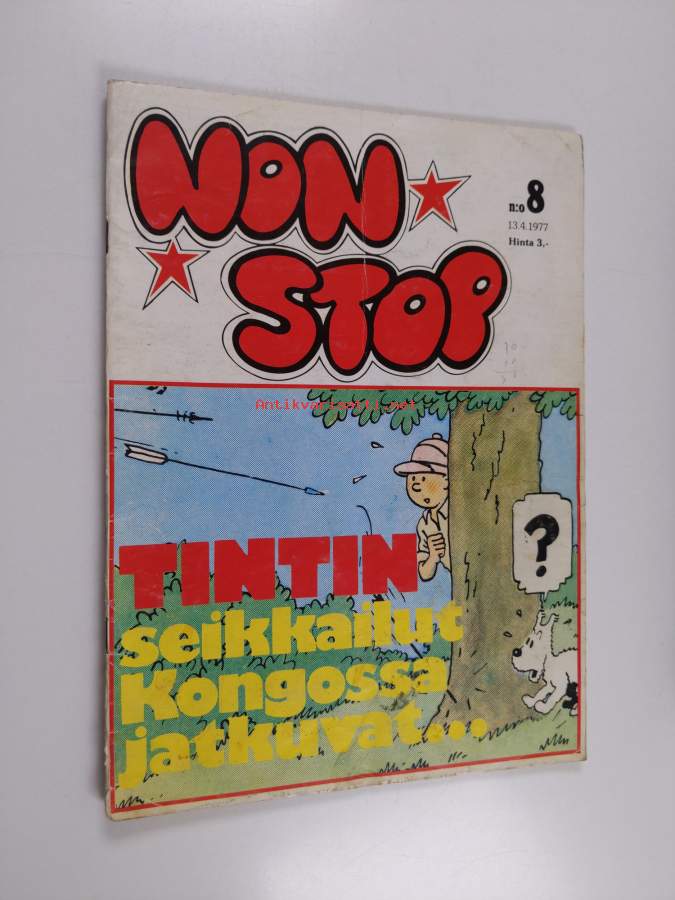 NON
STOP
n:o 8
13.4.1977
Hinta 3,-
Antikvariaatti.net
TINTIN
seikkailut
Kongossa
jatkuvat...
?